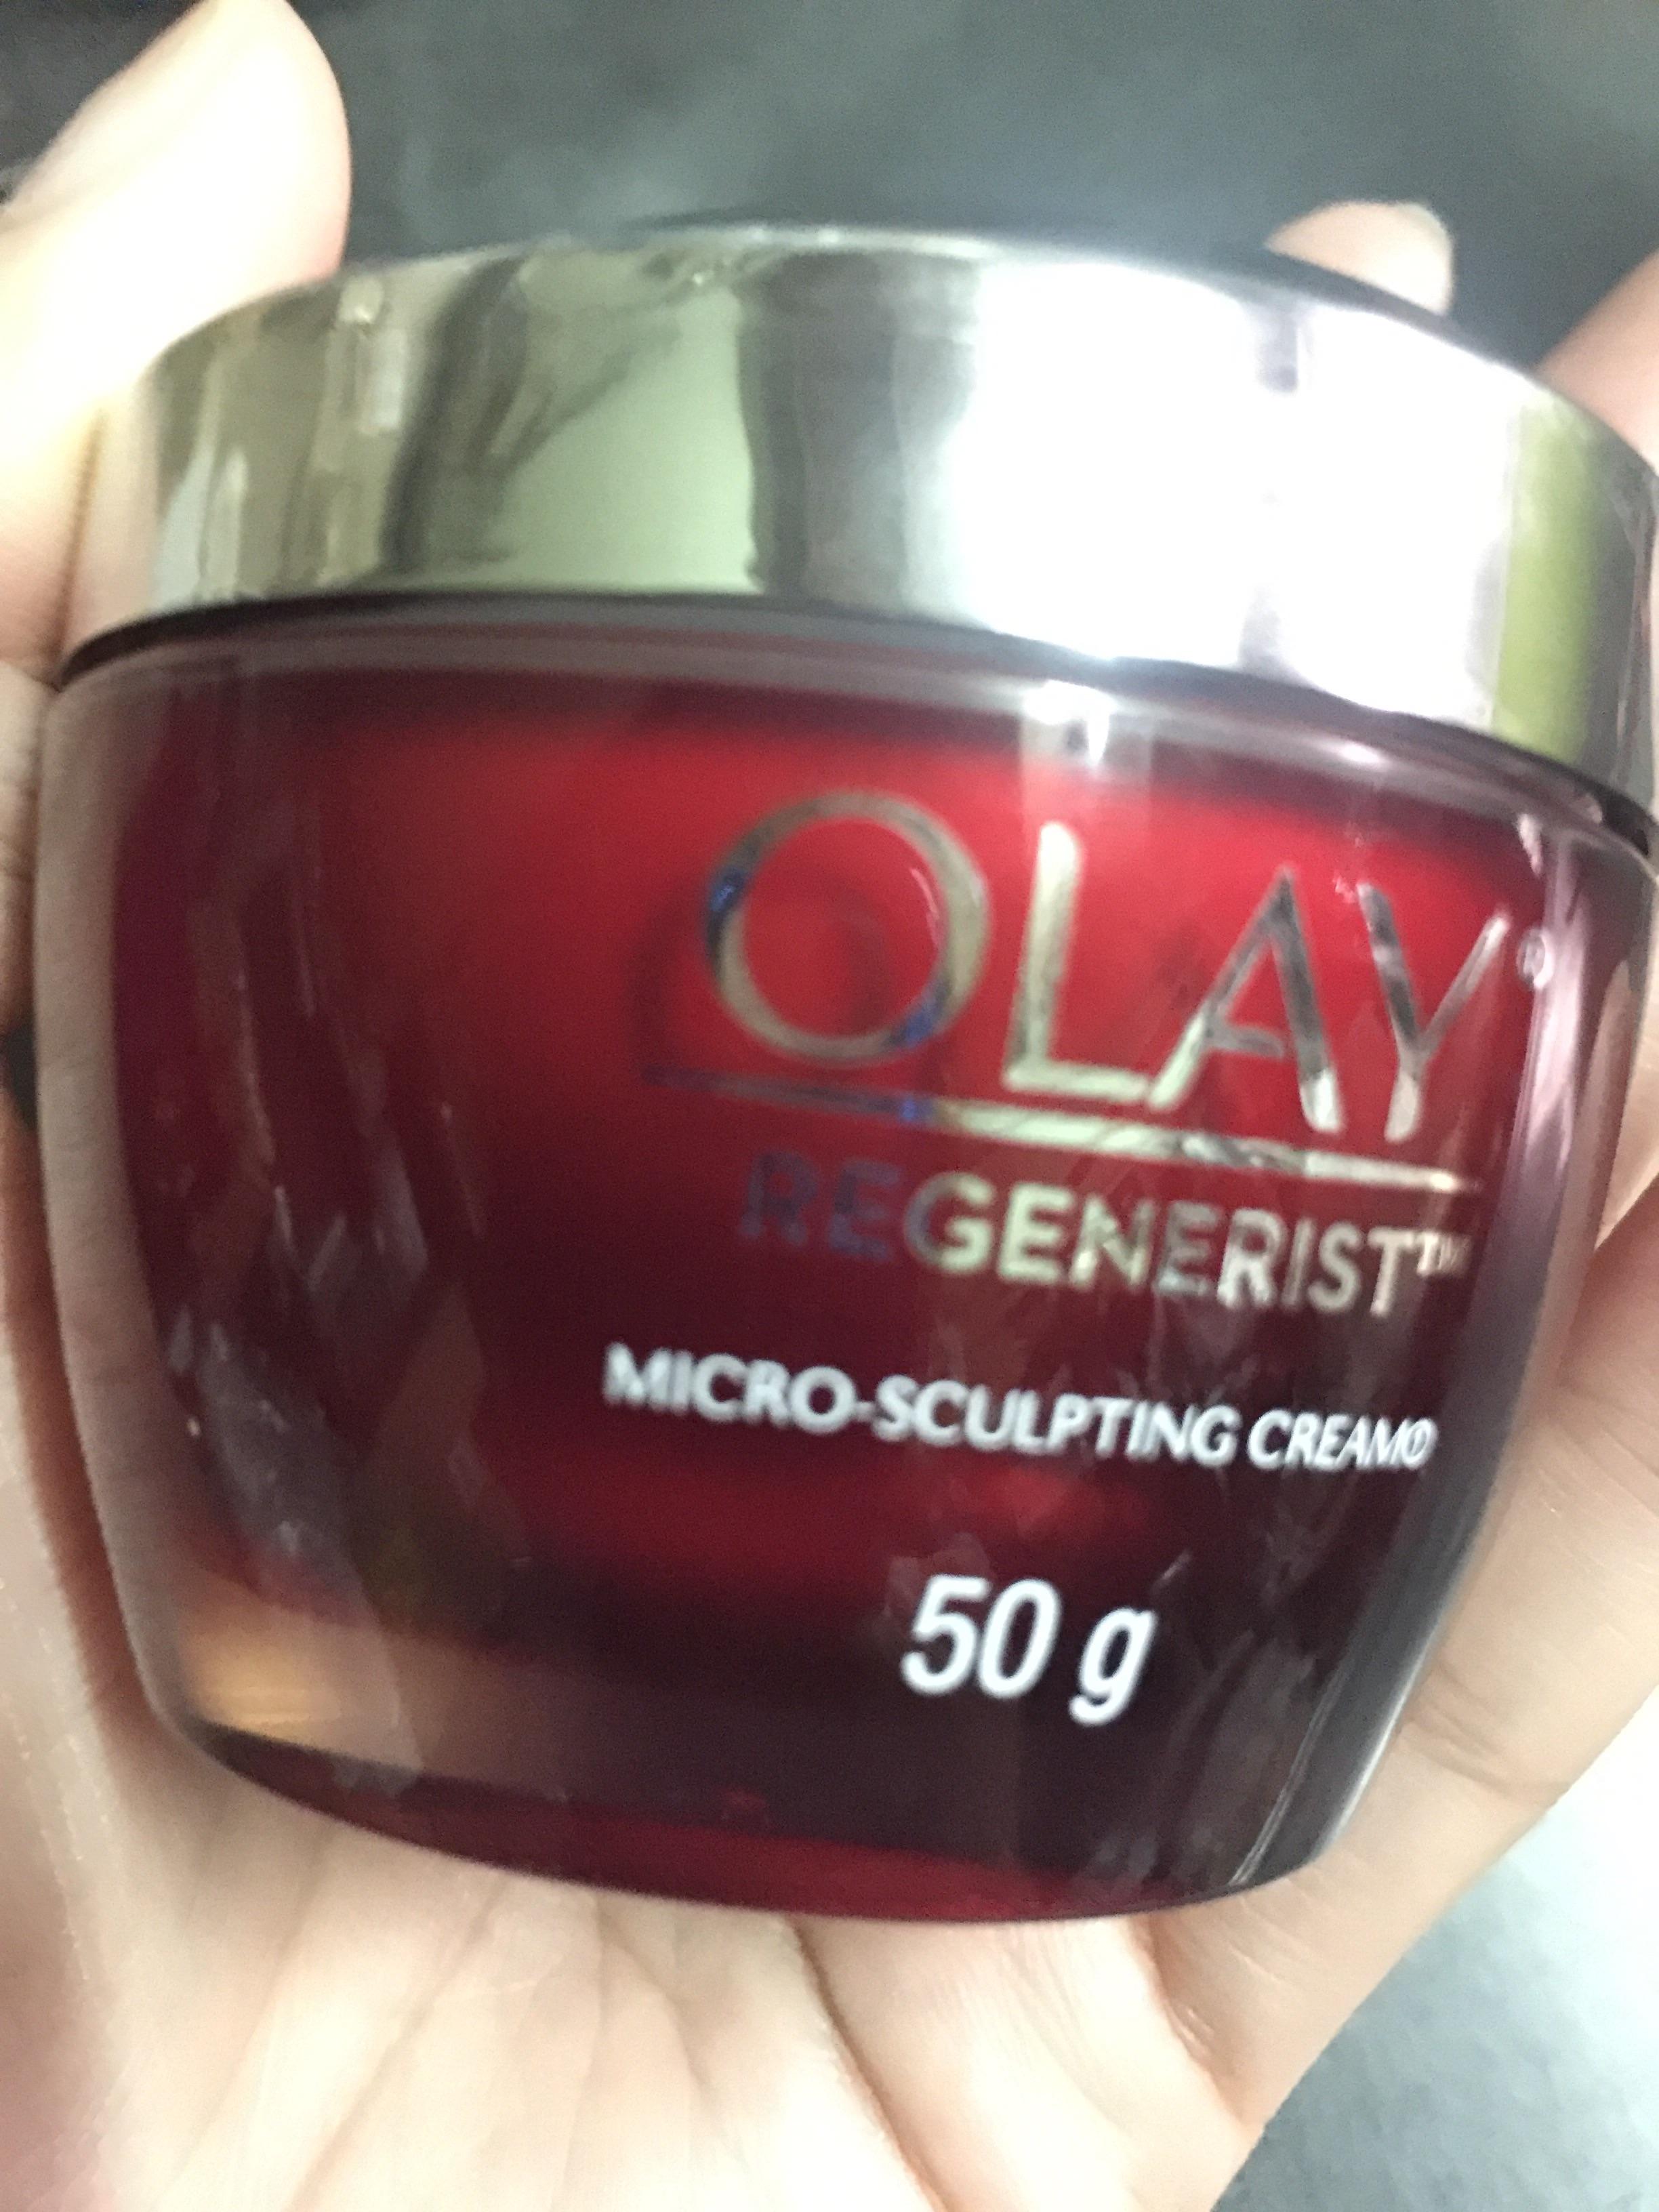 OLAY®
REGENERIST™
MICRO-SCULPTING CREAM
50 g